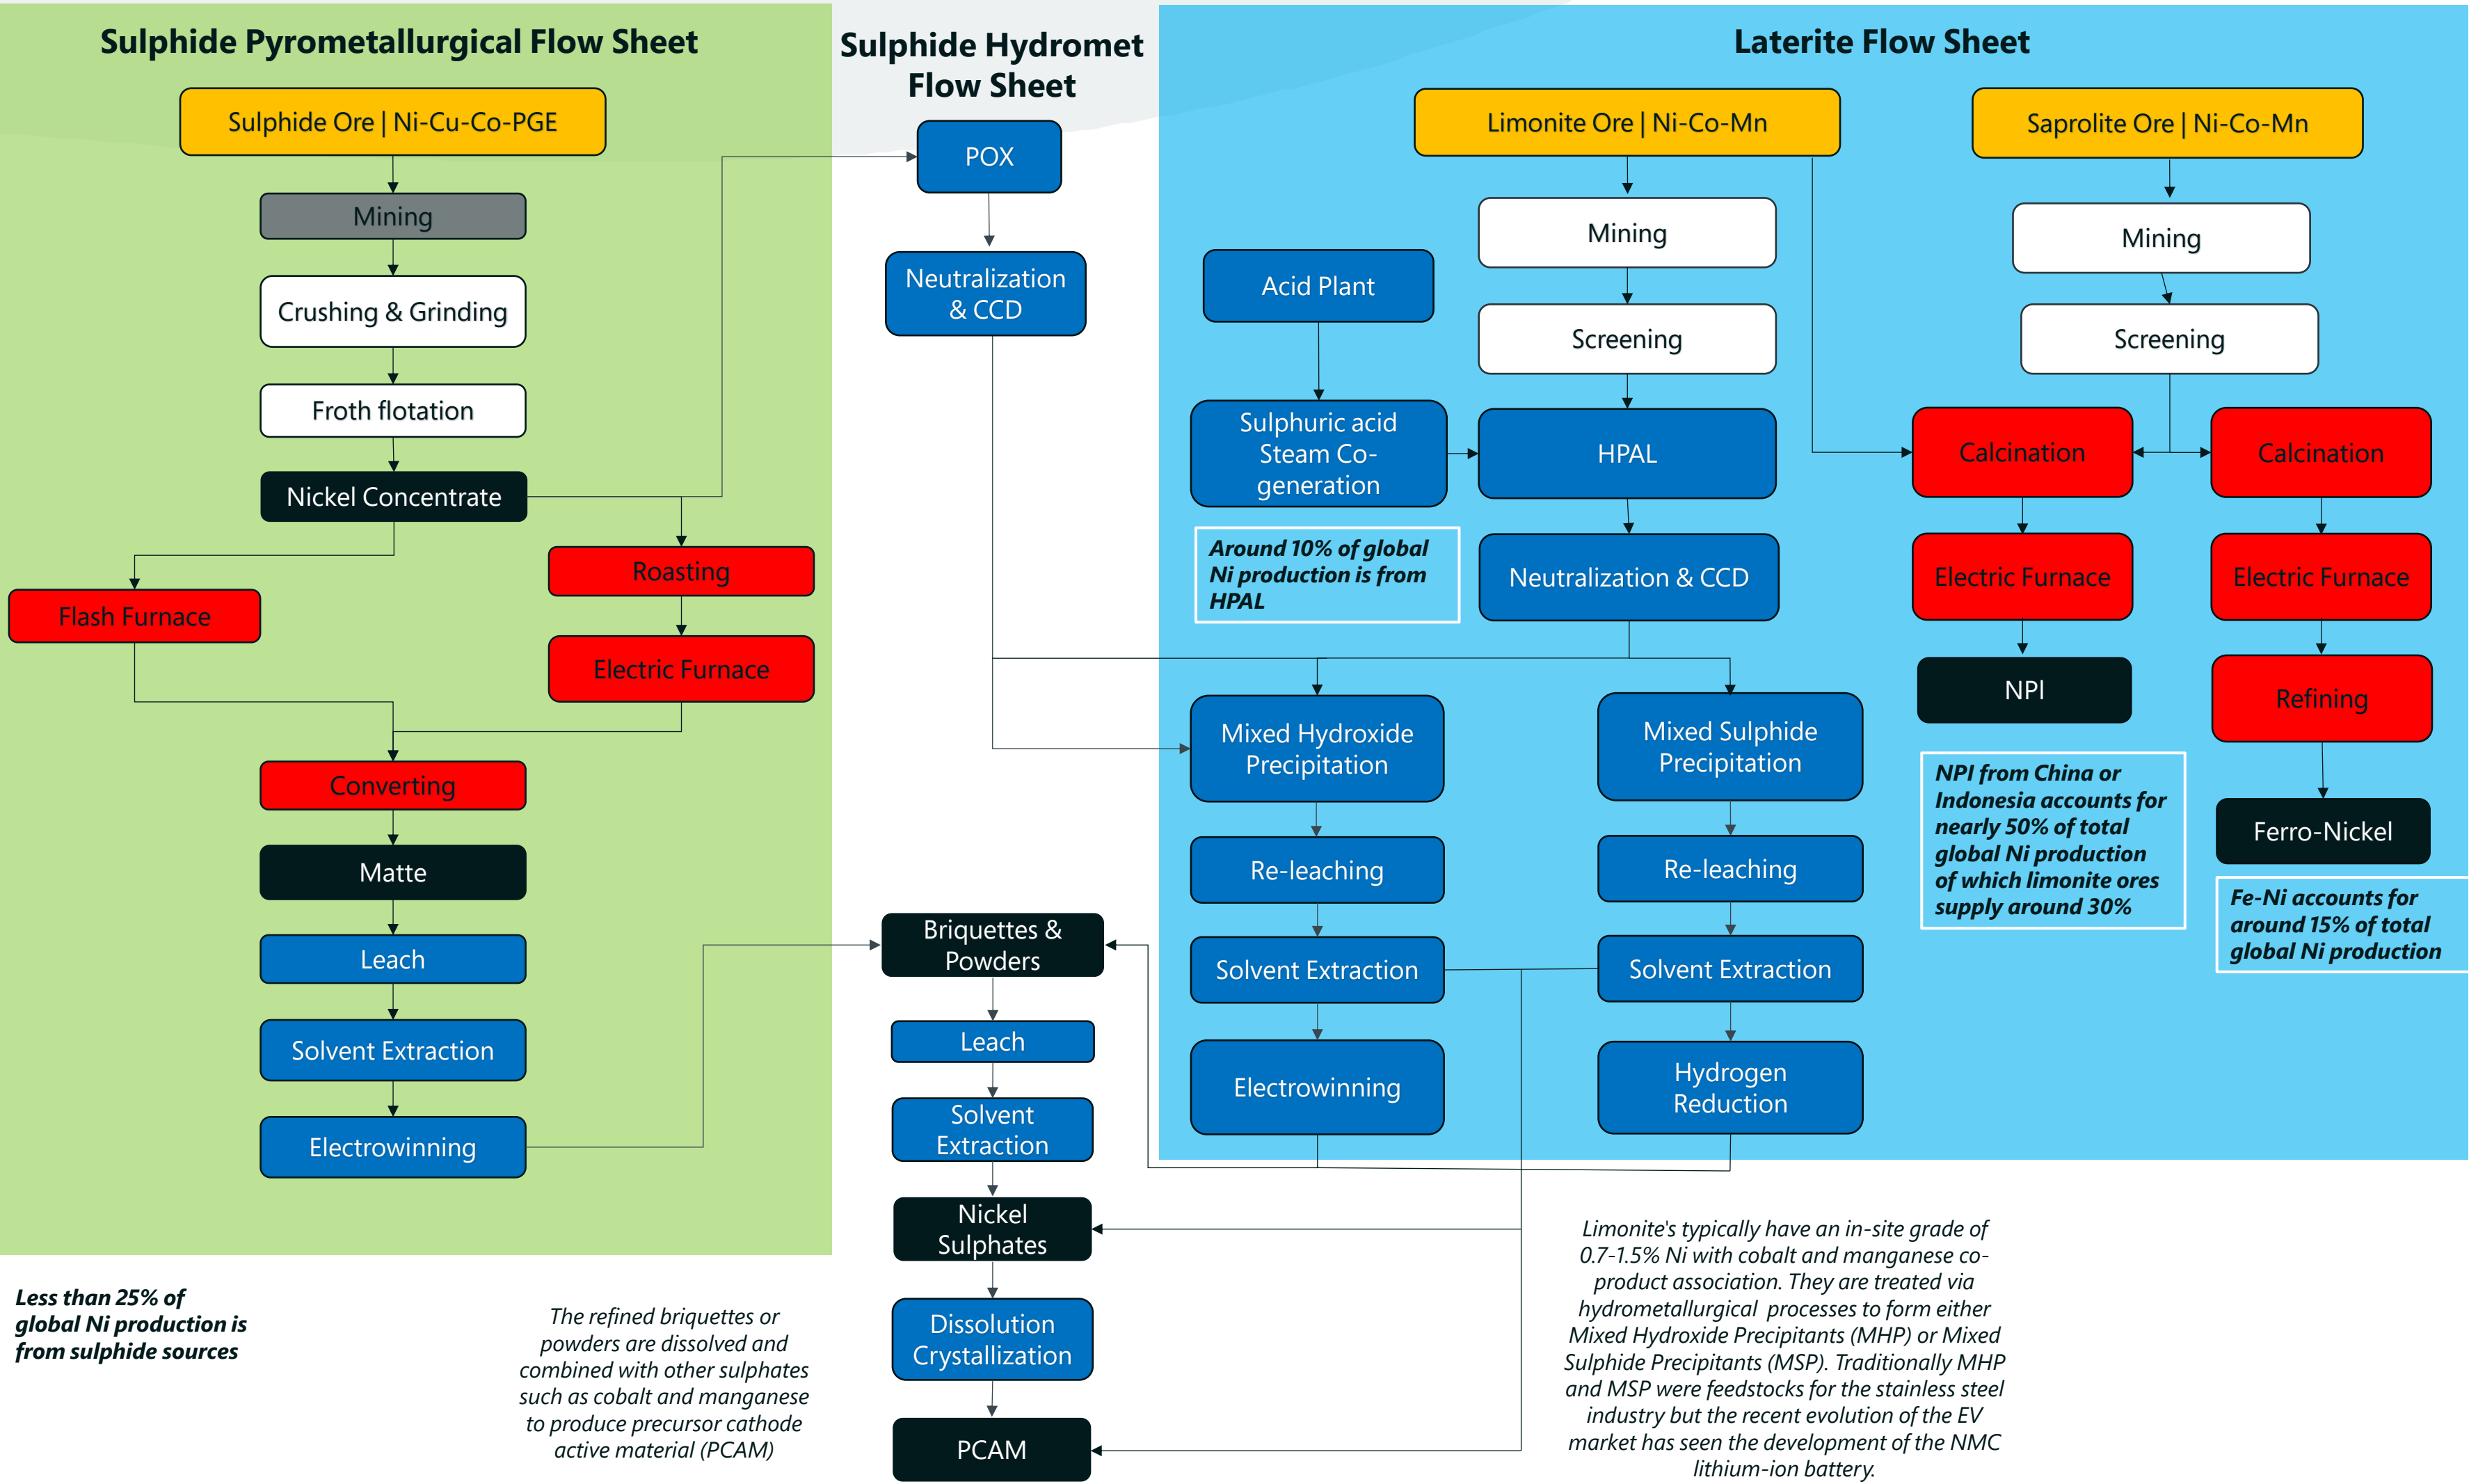 Sulphide Pyrometallurgical Flow Sheet
Sulphide Ore | Ni-Cu-Co-PGE
Mining
Crushing & Grinding
Froth flotation
Nickel Concentrate
Roasting
Flash Furnace
Electric Furnace
Converting
Matte
Leach
Solvent Extraction
Electrowinning
Less than 25% of
global Ni production is
from sulphide sources
Sulphide Hydromet
Flow Sheet
POX
Neutralization
& CCD
Briquettes &
Powders
Leach
Solvent
Extraction
Nickel
Sulphates
Dissolution
Crystallization
PCAM
The refined briquettes or
powders are dissolved and
combined with other sulphates
such as cobalt and manganese
to produce precursor cathode
active material (PCAM)
Laterite Flow Sheet
Limonite Ore | Ni-Co-Mn
Mining
Screening
Acid Plant
Sulphuric acid
Steam Co-
generation
HPAL
Around 10% of global
Ni production is from
HPAL
Neutralization & CCD
Mixed Hydroxide
Precipitation
Re-leaching
Solvent Extraction
Electrowinning
Mixed Sulphide
Precipitation
Re-leaching
Solvent Extraction
Hydrogen
Reduction
Saprolite Ore | Ni-Co-Mn
Mining
Screening
Calcination
Electric Furnace
NPI
NPI from China or
Indonesia accounts for
nearly 50% of total
global Ni production
of which limonite ores
supply around 30%
Calcination
Electric Furnace
Refining
Ferro-Nickel
Fe-Ni accounts for
around 15% of total
global Ni production
Limonite's typically have an in-site grade of
0.7-1.5% Ni with cobalt and manganese co-
product association. They are treated via
hydrometallurgical processes to form either
Mixed Hydroxide Precipitants (MHP) or Mixed
Sulphide Precipitants (MSP). Traditionally MHP
and MSP were feedstocks for the stainless steel
industry but the recent evolution of the EV
market has seen the development of the NMC
lithium-ion battery.